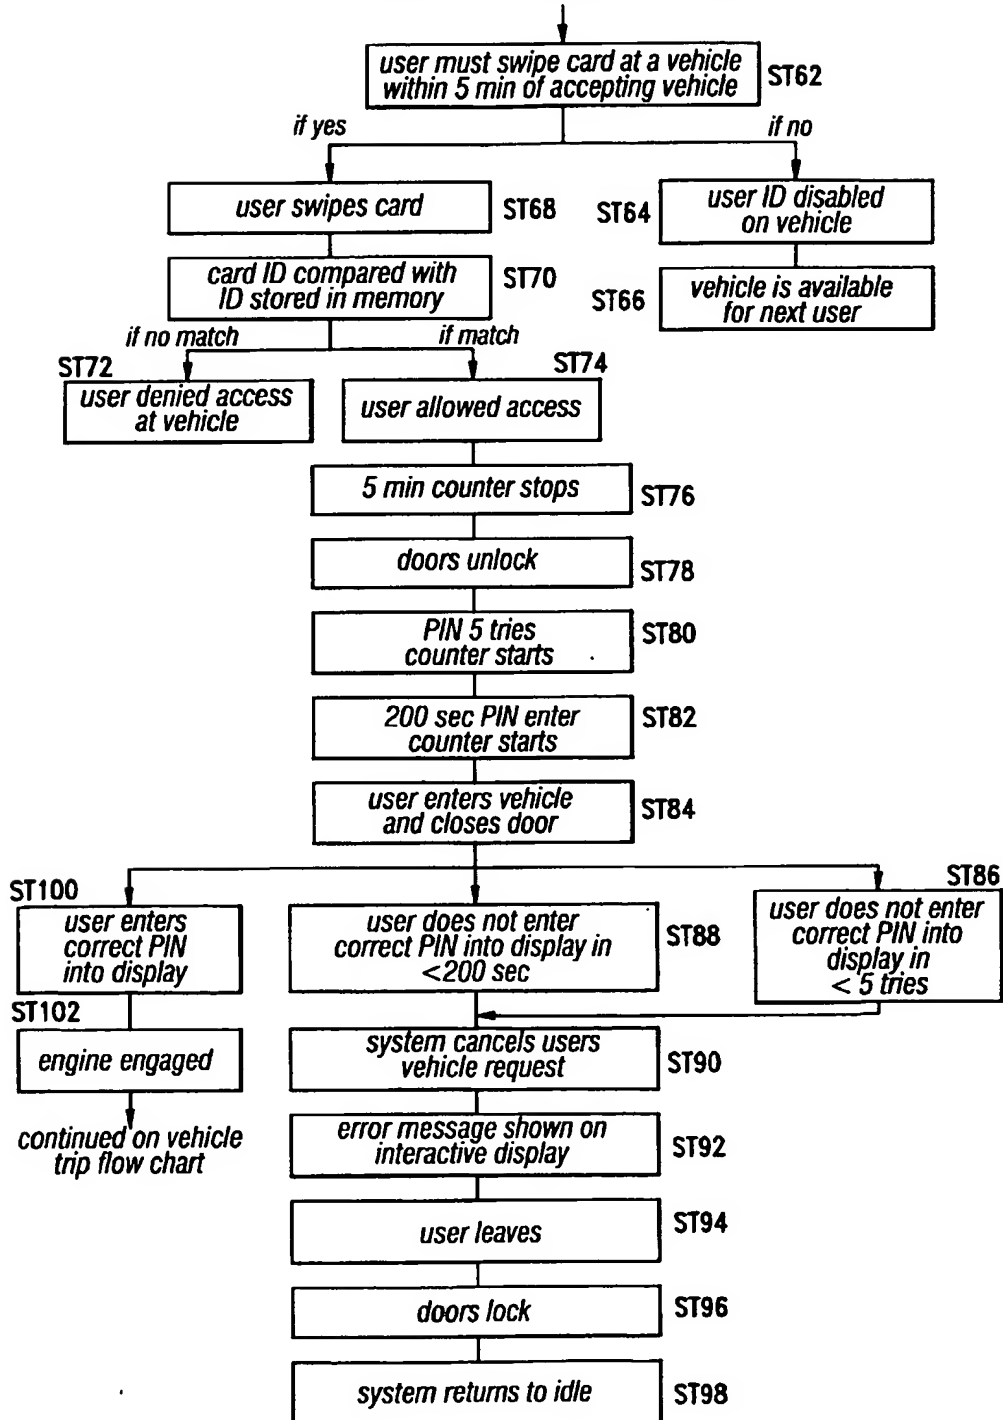 user must swipe card at a vehicle
within 5 min of accepting vehicle
ST62
if yes
if no
user swipes card
ST68
ST64
user ID disabled
on vehicle
card ID compared with
ID stored in memory
ST70
ST66
vehicle is available
for next user
if no match
if match
ST72
user denied access
at vehicle
ST74
user allowed access
5 min counter stops
ST76
doors unlock
ST78
PIN 5 tries
counter starts
ST80
200 sec PIN enter
counter starts
ST82
user enters vehicle
and closes door
ST84
ST100
user enters
correct PIN
into display
user does not enter
correct PIN into display in
<200 sec
ST88
ST86
user does not enter
correct PIN into
display in
< 5 tries
ST102
engine engaged
continued on vehicle
trip flow chart
system cancels users
vehicle request
ST90
error message shown on
interactive display
ST92
user leaves
ST94
doors lock
ST96
system returns to idle
ST98